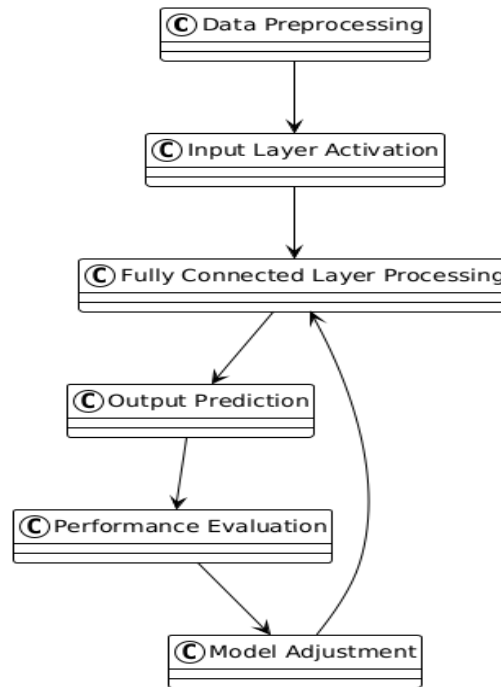 C Data Preprocessing
C Input Layer Activation
C Fully Connected Layer Processing
C Output Prediction
C Performance Evaluation
C Model Adjustment